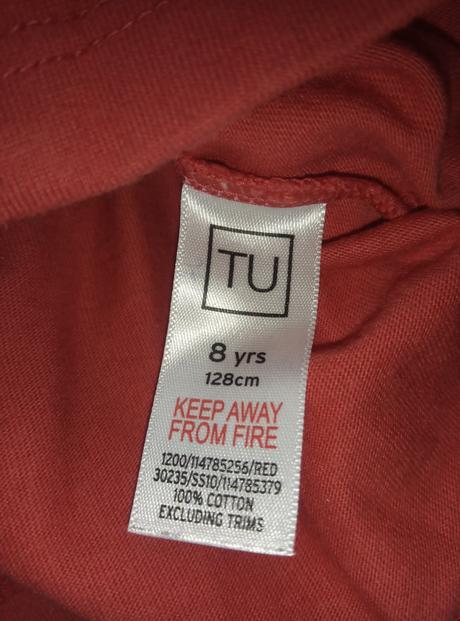 TU
8 yrs
128cm
KEEP AWAY
FROM FIRE
1200/114785256/RED
30235/SS10/114785379
100% COTTON
EXCLUDING TRIMS